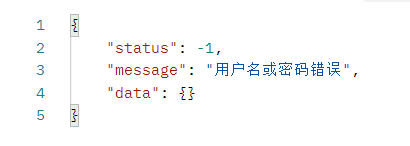 1 {
2 "status": -1,
3 "message": "用户名或密码错误",
4 "data": {}
5 }